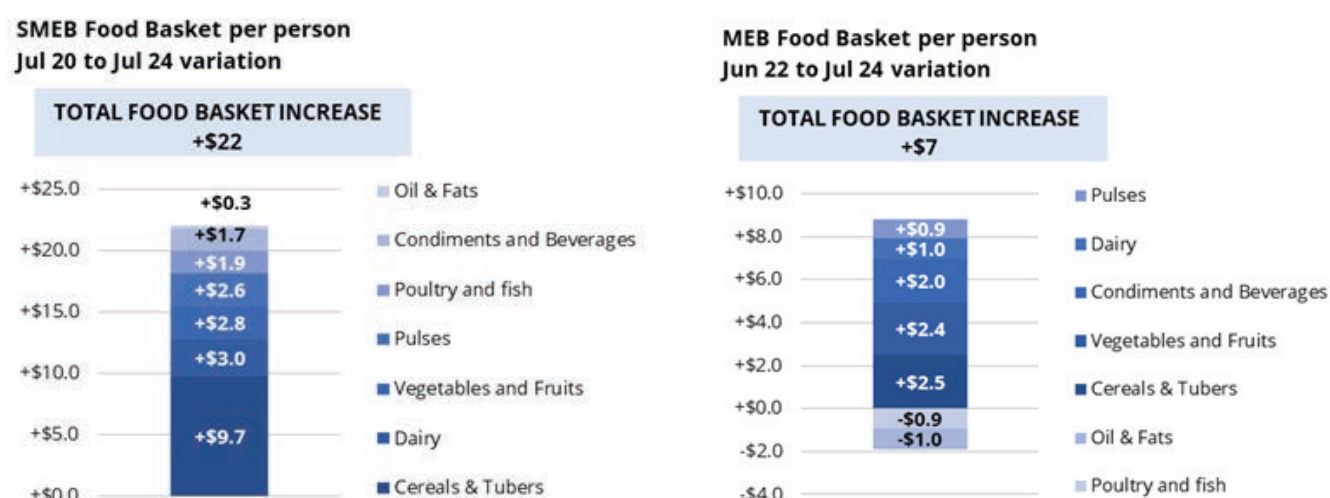 SMEB Food Basket per person
Jul 20 to Jul 24 variation
TOTAL FOOD BASKET INCREASE
+$22
+$25.0
+$20.0
+$15.0
+$10.0
+$5.0
+$0.0
+$0.3
+$1.7
+$1.9
+$2.6
+$2.8
+$3.0
+$9.7
Oil & Fats
Condiments and Beverages
Poultry and fish
Pulses
Vegetables and Fruits
Dairy
Cereals & Tubers
MEB Food Basket per person
Jun 22 to Jul 24 variation
TOTAL FOOD BASKET INCREASE
+$7
+$10.0
+$8.0
+$6.0
+$4.0
+$2.0
+$0.0
-$2.0
-$4.0
+$0.9
+$1.0
+$2.0
+$2.4
+$2.5
-$0.9
-$1.0
Pulses
Dairy
Condiments and Beverages
Vegetables and Fruits
Cereals & Tubers
Oil & Fats
Poultry and fish